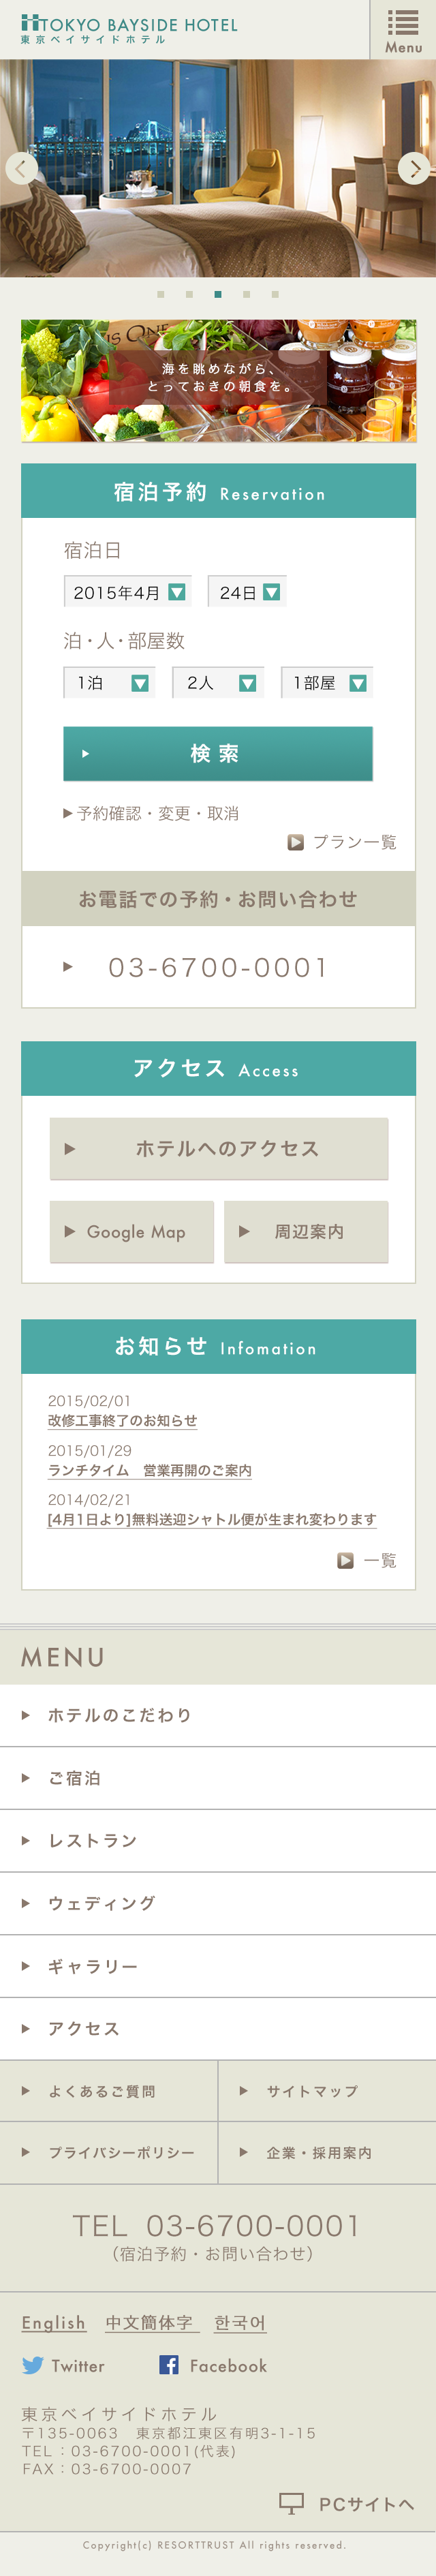 TOKYO BAYSIDE HOTEL
東京ベイサイドホテル
Menu
海を眺めながら、
とっておきの朝食を。
宿泊予約 Reservation
宿泊日
2015年4月 24日
泊・人・部屋数
1泊 2人 1部屋
検索
予約確認・変更・取消
プラン一覧
お電話での予約・お問い合わせ
03-6700-0001
アクセス Access
ホテルへのアクセス
Google Map 周辺案内
お知らせ Infomation
2015/02/01
改修工事終了のお知らせ
2015/01/29
ランチタイム　営業再開のご案内
2014/02/21
[4月1日より]無料送迎シャトル便が生まれ変わります
一覧
MENU
ホテルのこだわり
ご宿泊
レストラン
ウェディング
ギャラリー
アクセス
よくあるご質問 サイトマップ
プライバシーポリシー 企業・採用案内
TEL 03-6700-0001
（宿泊予約・お問い合わせ）
English 中文簡体字 한국어
Twitter Facebook
東京ベイサイドホテル
〒135-0063　東京都江東区有明3-1-15
TEL：03-6700-0001(代表)
FAX：03-6700-0007
PCサイトへ
Copyright(c) RESORTTRUST All rights reserved.